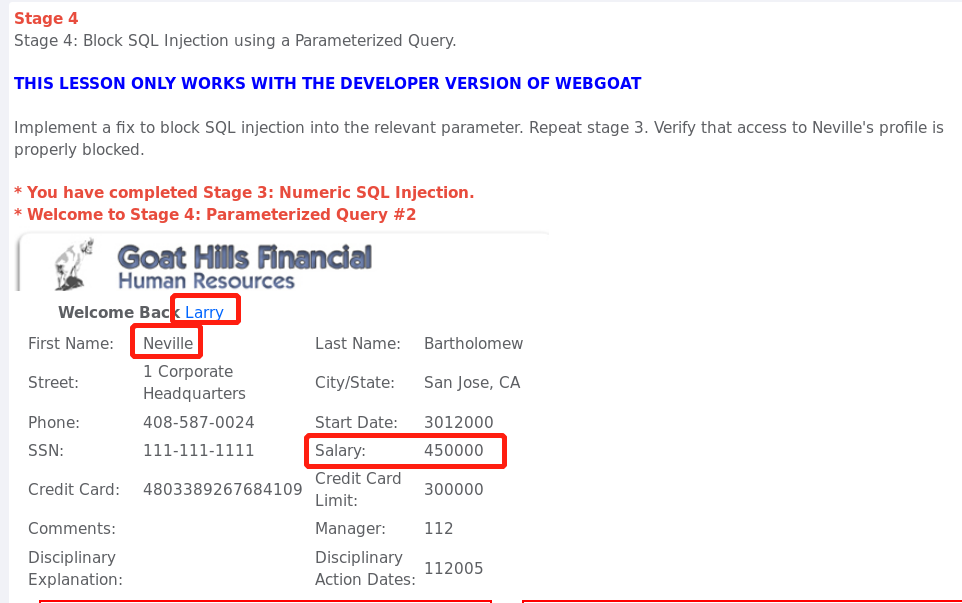 Stage 4
Stage 4: Block SQL Injection using a Parameterized Query.
THIS LESSON ONLY WORKS WITH THE DEVELOPER VERSION OF WEBGOAT
Implement a fix to block SQL injection into the relevant parameter. Repeat stage 3. Verify that access to Neville's profile is
properly blocked.
* You have completed Stage 3: Numeric SQL Injection.
* Welcome to Stage 4: Parameterized Query #2
Goat Hills Financial
Human Resources
Welcome Back Larry
First Name: Neville Last Name: Bartholomew
Street: 1 Corporate Headquarters City/State: San Jose, CA
Phone: 408-587-0024 Start Date: 3012000
SSN: 111-111-1111 Salary: 450000
Credit Card: 4803389267684109 Credit Card Limit: 300000
Comments: Manager: 112
Disciplinary Explanation: Disciplinary Action Dates: 112005